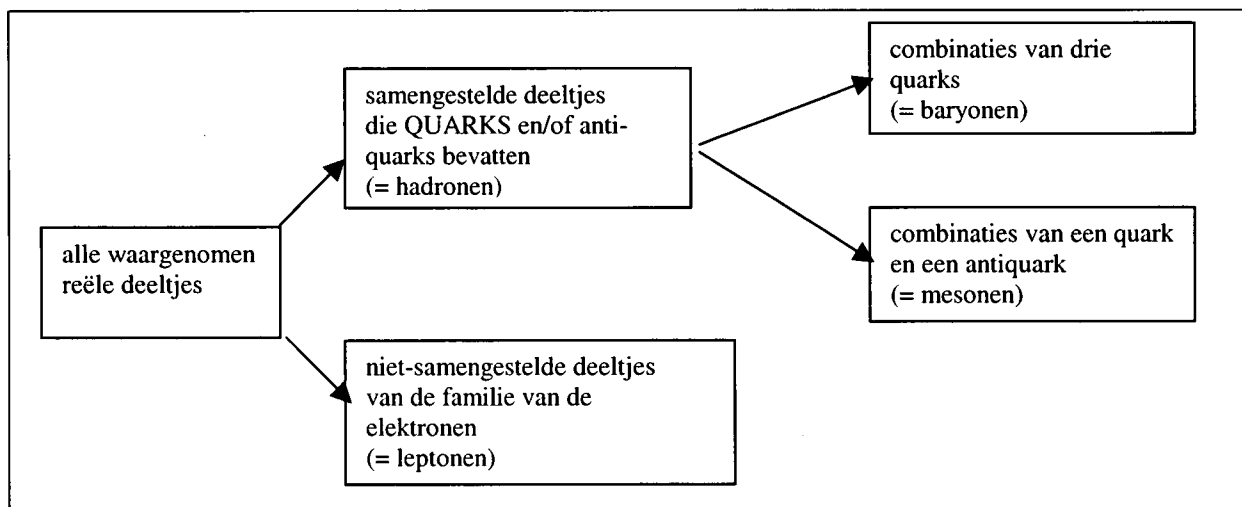 alle waargenomen
reële deeltjes
samengestelde deeltjes
die QUARKS en/of anti-
quarks bevatten
(= hadronen)
niet-samengestelde deeltjes
van de familie van de
elektronen
(= leptonen)
combinaties van drie
quarks
(= baryonen)
combinaties van een quark
en een antiquark
(= mesonen)